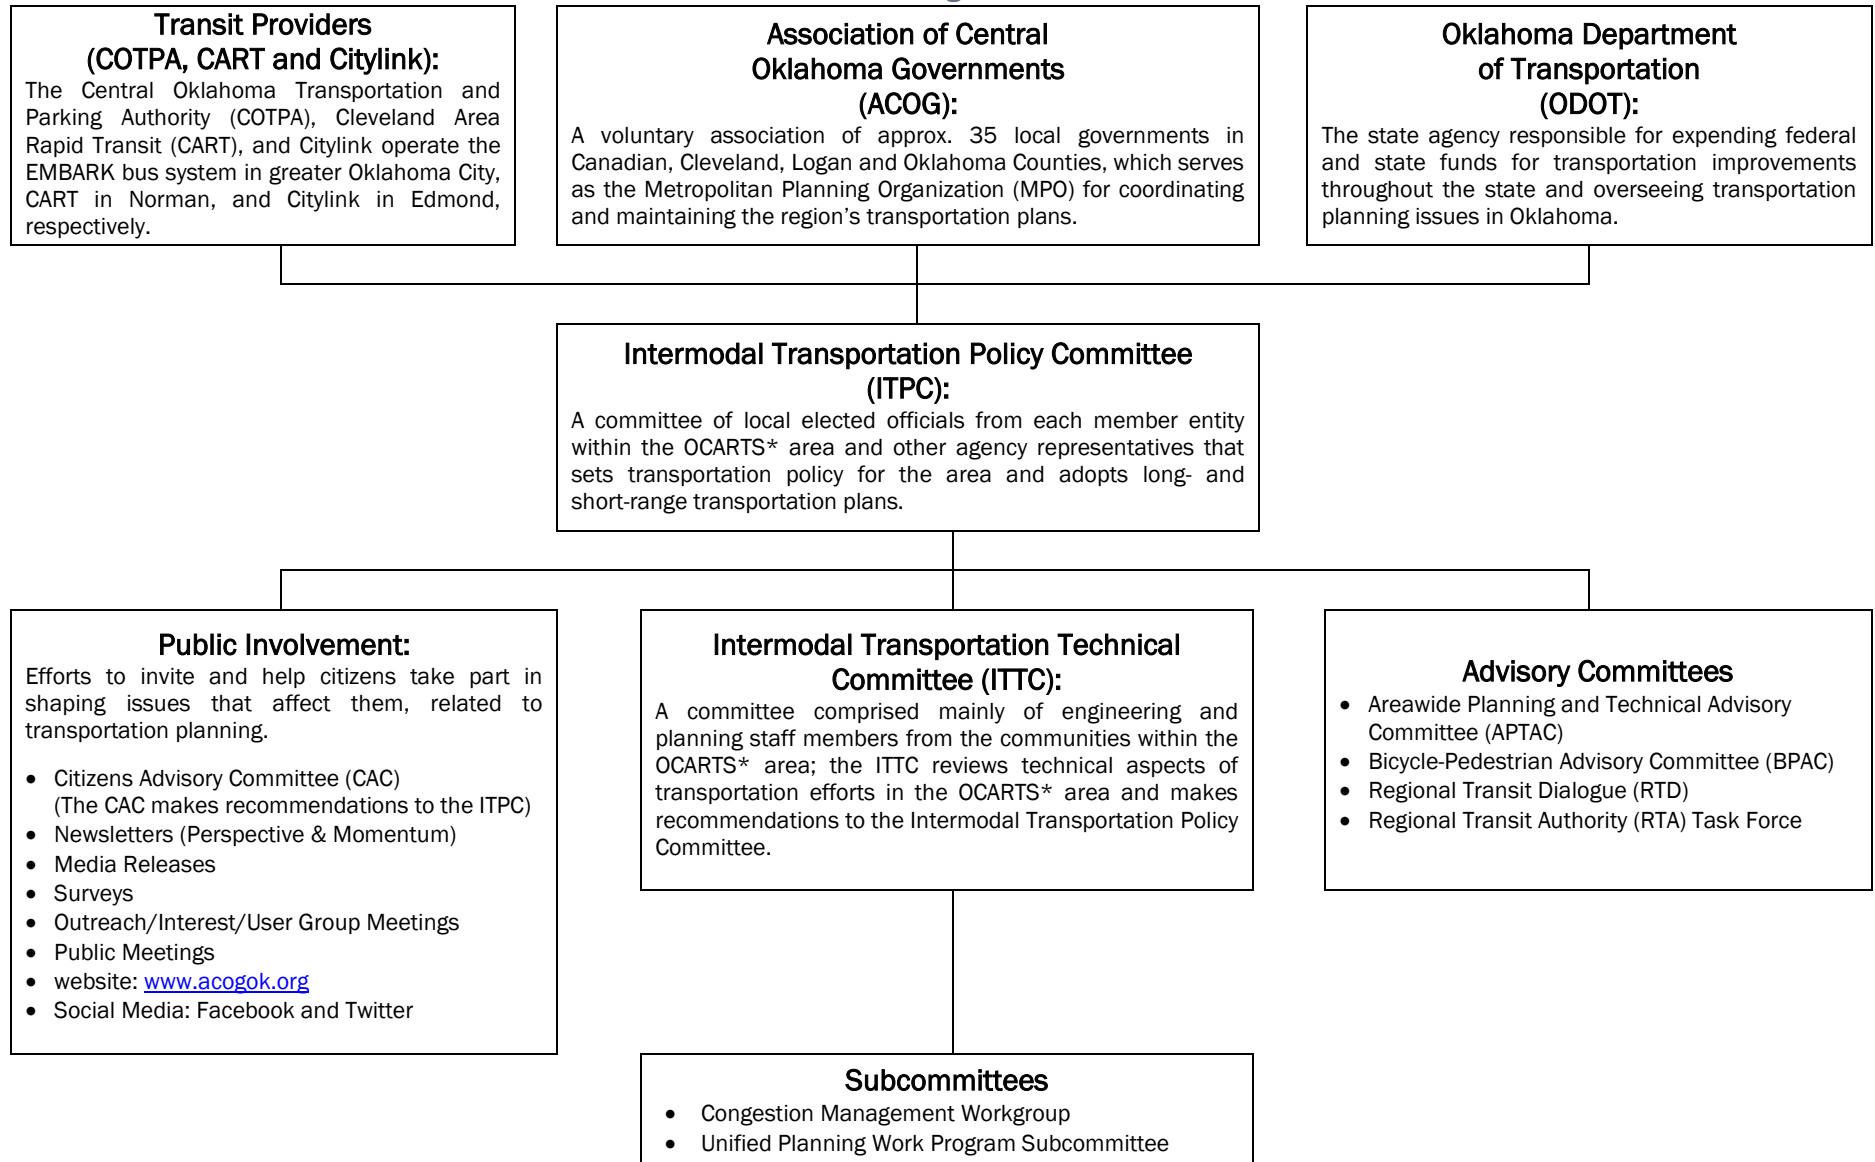 Transit Providers
(COTPA, CART and Citylink):
The Central Oklahoma Transportation and
Parking Authority (COTPA), Cleveland Area
Rapid Transit (CART), and Citylink operate the
EMBARK bus system in greater Oklahoma City,
CART in Norman, and Citylink in Edmond,
respectively.
Association of Central
Oklahoma Governments
(ACOG):
A voluntary association of approx. 35 local governments in
Canadian, Cleveland, Logan and Oklahoma Counties, which serves
as the Metropolitan Planning Organization (MPO) for coordinating
and maintaining the region’s transportation plans.
Oklahoma Department
of Transportation
(ODOT):
The state agency responsible for expending federal
and state funds for transportation improvements
throughout the state and overseeing transportation
planning issues in Oklahoma.
Intermodal Transportation Policy Committee
(ITPC):
A committee of local elected officials from each member entity
within the OCARTS* area and other agency representatives that
sets transportation policy for the area and adopts long- and
short-range transportation plans.
Public Involvement:
Efforts to invite and help citizens take part in
shaping issues that affect them, related to
transportation planning.
• Citizens Advisory Committee (CAC)
(The CAC makes recommendations to the ITPC)
• Newsletters (Perspective & Momentum)
• Media Releases
• Surveys
• Outreach/Interest/User Group Meetings
• Public Meetings
• website: www.acogok.org
• Social Media: Facebook and Twitter
Intermodal Transportation Technical
Committee (ITTC):
A committee comprised mainly of engineering and
planning staff members from the communities within the
OCARTS* area; the ITTC reviews technical aspects of
transportation efforts in the OCARTS* area and makes
recommendations to the Intermodal Transportation Policy
Committee.
Advisory Committees
• Areawide Planning and Technical Advisory
Committee (APTAC)
• Bicycle-Pedestrian Advisory Committee (BPAC)
• Regional Transit Dialogue (RTD)
• Regional Transit Authority (RTA) Task Force
Subcommittees
• Congestion Management Workgroup
• Unified Planning Work Program Subcommittee